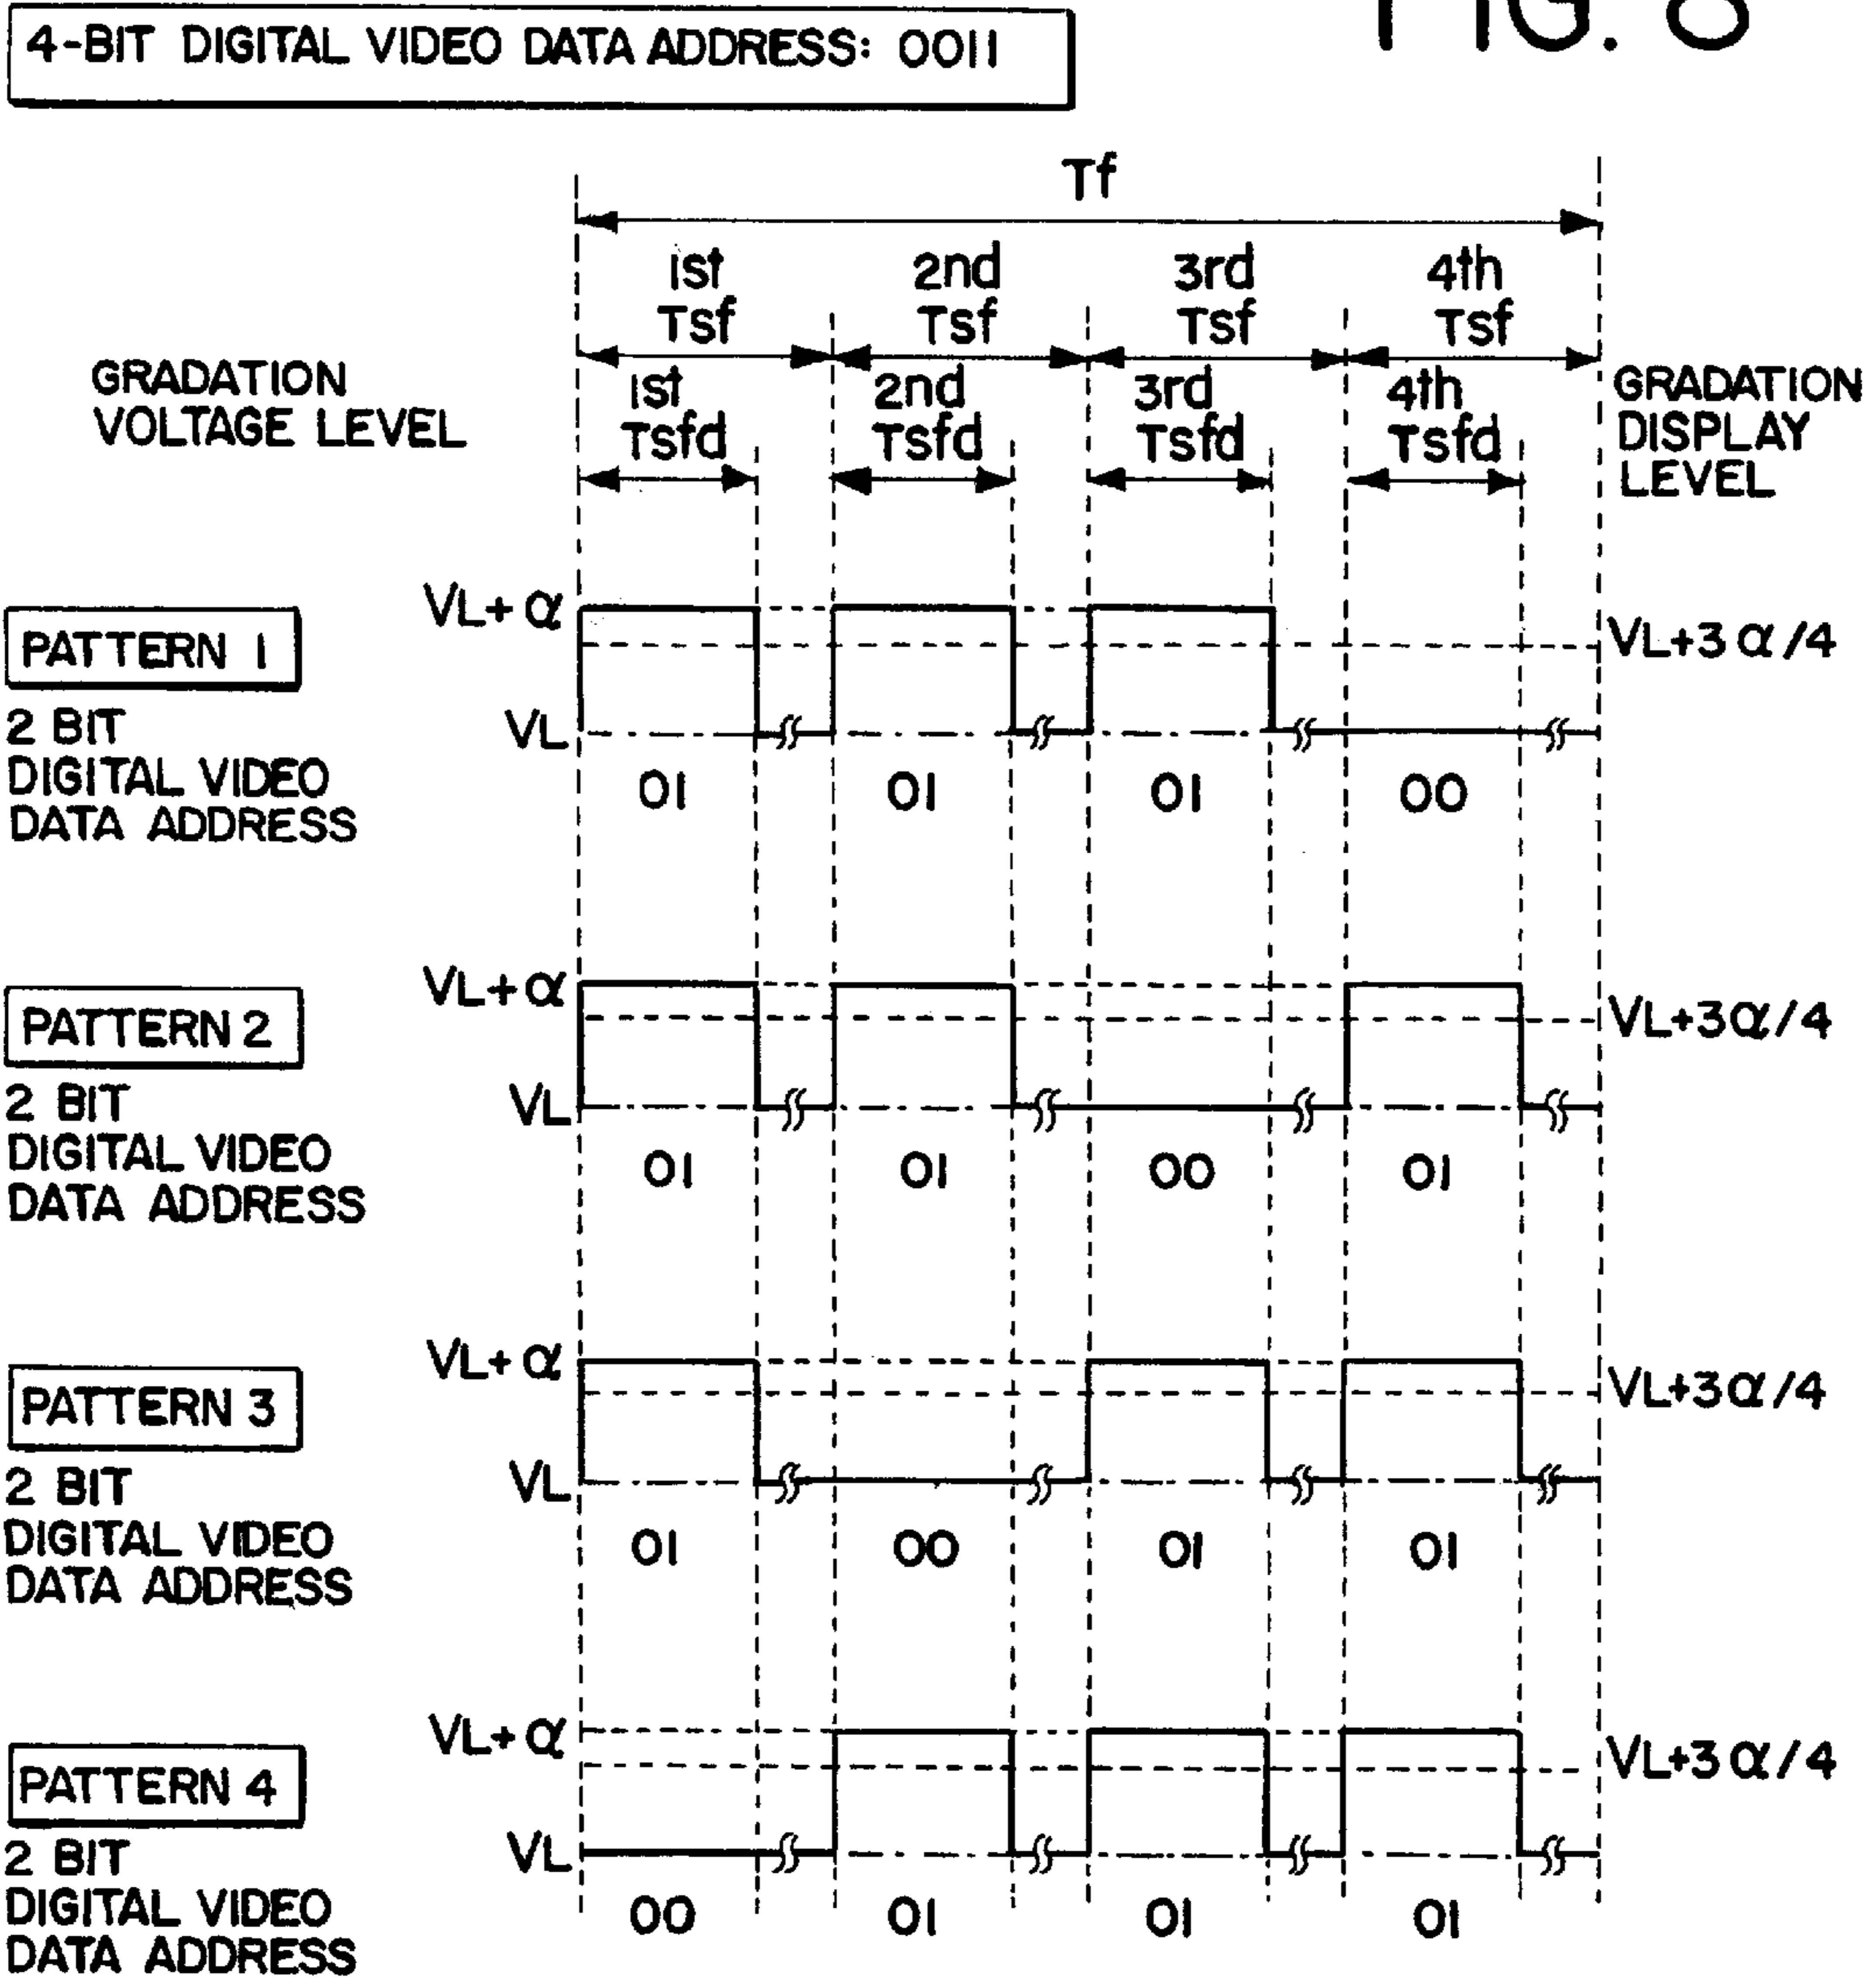 FIG. 8
4-BIT DIGITAL VIDEO DATA ADDRESS: 0011
Tf
1st Tsf
2nd Tsf
3rd Tsf
4th Tsf
GRADATION
VOLTAGE LEVEL
1st Tsfd
2nd Tsfd
3rd Tsfd
4th Tsfd
GRADATION
DISPLAY
LEVEL
PATTERN 1
VL+α
VL
VL+3α/4
2 BIT
DIGITAL VIDEO
DATA ADDRESS
01 01 01 00
PATTERN 2
VL+α
VL
VL+3α/4
2 BIT
DIGITAL VIDEO
DATA ADDRESS
01 01 00 01
PATTERN 3
VL+α
VL
VL+3α/4
2 BIT
DIGITAL VIDEO
DATA ADDRESS
01 00 01 01
PATTERN 4
VL+α
VL
VL+3α/4
2 BIT
DIGITAL VIDEO
DATA ADDRESS
00 01 01 01